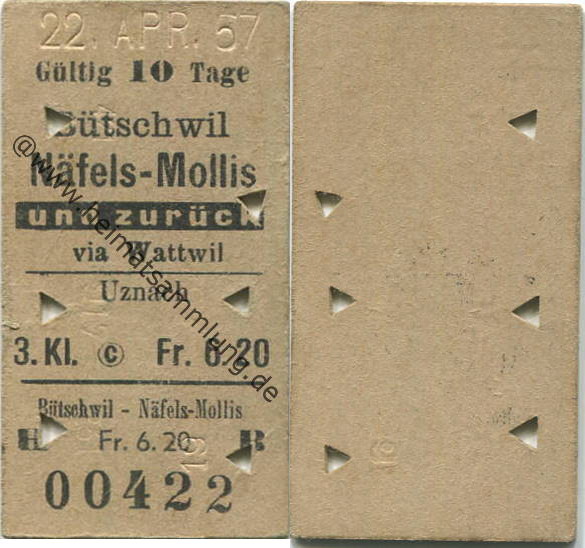 22. APR. 57
Gültig 10 Tage
Bütschwil
Näfels-Mollis
und zurück
via Wattwil
Uznach
3. Kl. © Fr. 6.20
Bütschwil - Näfels-Mollis
H Fr. 6.20 R
00422
@www.heimatsammlung.de